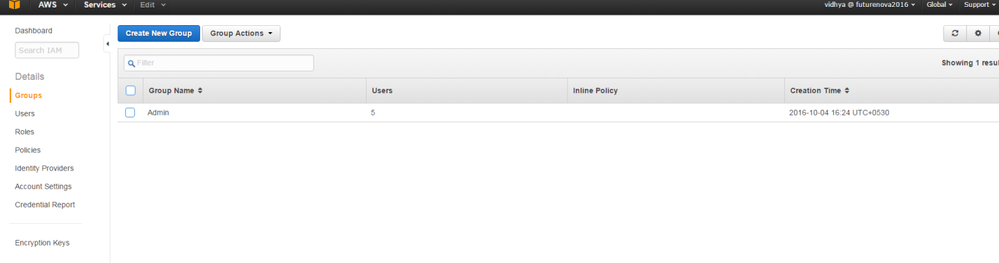 AWS Services Edit vidhya @ futurenova2016 Global Support
Dashboard
Create New Group Group Actions
Search IAM
Filter
Showing 1 resul
Details
Group Name Users Inline Policy Creation Time
Groups
Admin 5 2016-10-04 16:24 UTC+0530
Users
Roles
Policies
Identity Providers
Account Settings
Credential Report
Encryption Keys